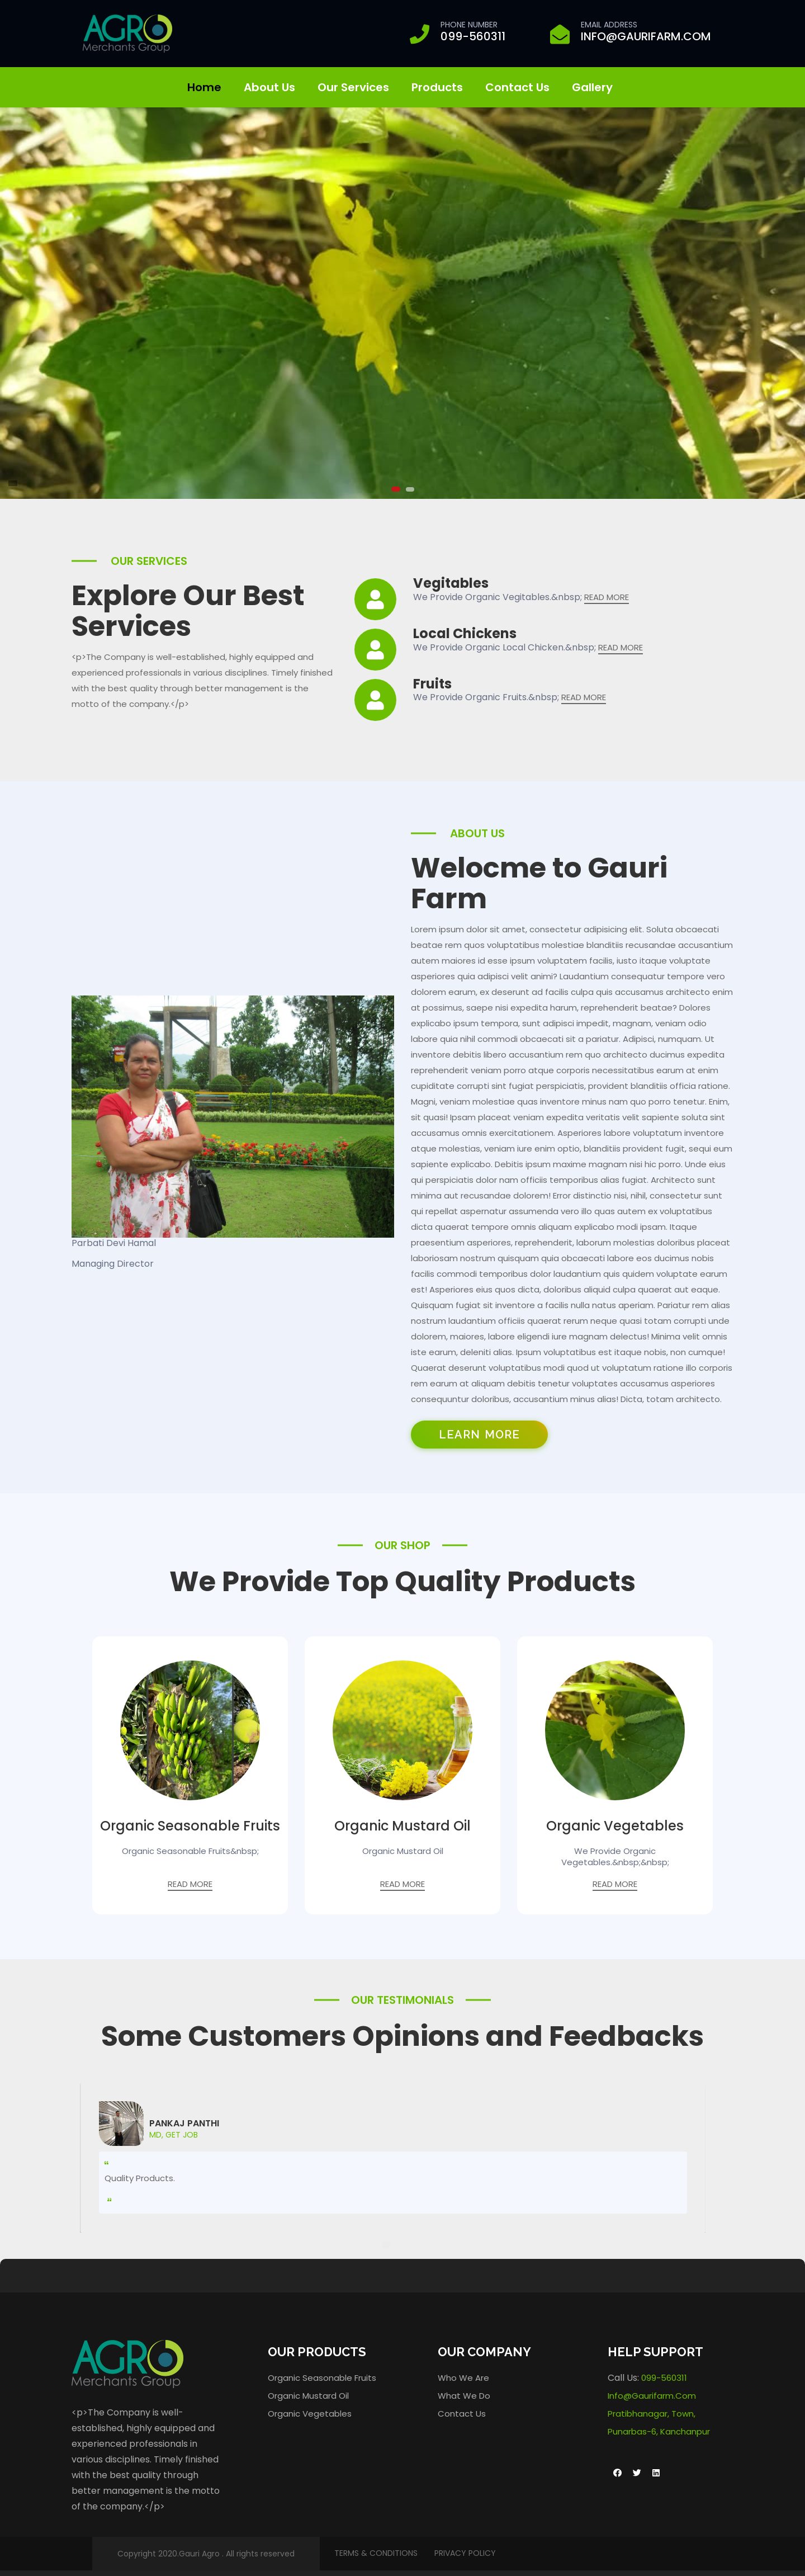 AGRO
Merchants Group
PHONE NUMBER
099-560311
EMAIL ADDRESS
INFO@GAURIFARM.COM
Home About Us Our Services Products Contact Us Gallery
OUR SERVICES
Explore Our Best
Services
<p>The Company is well-established, highly equipped and
experienced professionals in various disciplines. Timely finished
with the best quality through better management is the
motto of the company.</p>
Vegitables
We Provide Organic Vegitables.&nbsp; READ MORE
Local Chickens
We Provide Organic Local Chicken.&nbsp; READ MORE
Fruits
We Provide Organic Fruits.&nbsp; READ MORE
Parbati Devi Hamal
Managing Director
ABOUT US
Welocme to Gauri
Farm
Lorem ipsum dolor sit amet, consectetur adipisicing elit. Soluta obcaecati
beatae rem quos voluptatibus molestiae blanditiis recusandae accusantium
autem maiores id esse ipsum voluptatem facilis, iusto itaque voluptate
asperiores quia adipisci velit animi? Laudantium consequatur tempore vero
dolorem earum, ex deserunt ad facilis culpa quis accusamus architecto enim
at possimus, saepe nisi expedita harum, reprehenderit beatae? Dolores
explicabo ipsum tempora, sunt adipisci impedit, magnam, veniam odio
labore quia nihil commodi obcaecati sit a pariatur. Adipisci, numquam. Ut
inventore debitis libero accusantium rem quo architecto ducimus expedita
reprehenderit veniam porro atque corporis necessitatibus earum at enim
cupiditate corrupti sint fugiat perspiciatis, provident blanditiis officia ratione.
Magni, veniam molestiae quas inventore minus nam quo porro tenetur. Enim,
sit quasi! Ipsam placeat veniam expedita veritatis velit sapiente soluta sint
accusamus omnis exercitationem. Asperiores labore voluptatum inventore
atque molestias, veniam iure enim optio, blanditiis provident fugit, sequi eum
sapiente explicabo. Debitis ipsum maxime magnam nisi hic porro. Unde eius
qui perspiciatis dolor nam officiis temporibus alias fugiat. Architecto sunt
minima aut recusandae dolorem! Error distinctio nisi, nihil, consectetur sunt
qui repellat aspernatur assumenda vero illo quas autem ex voluptatibus
dicta quaerat tempore omnis aliquam explicabo modi ipsam. Itaque
praesentium asperiores, reprehenderit, laborum molestias doloribus placeat
laboriosam nostrum quisquam quia obcaecati labore eos ducimus nobis
facilis commodi temporibus dolor laudantium quis quidem voluptate earum
est! Asperiores eius quos dicta, doloribus aliquid culpa quaerat aut eaque.
Quisquam fugiat sit inventore a facilis nulla natus aperiam. Pariatur rem alias
nostrum laudantium officiis quaerat rerum neque quasi totam corrupti unde
dolorem, maiores, labore eligendi iure magnam delectus! Minima velit omnis
iste earum, deleniti alias. Ipsum voluptatibus est itaque nobis, non cumque!
Quaerat deserunt voluptatibus modi quod ut voluptatum ratione illo corporis
rem earum at aliquam debitis tenetur voluptates accusamus asperiores
consequuntur doloribus, accusantium minus alias! Dicta, totam architecto.
LEARN MORE
OUR SHOP
We Provide Top Quality Products
Organic Seasonable Fruits
Organic Seasonable Fruits&nbsp;
READ MORE
Organic Mustard Oil
Organic Mustard Oil
READ MORE
Organic Vegetables
We Provide Organic
Vegetables.&nbsp;&nbsp;
READ MORE
OUR TESTIMONIALS
Some Customers Opinions and Feedbacks
PANKAJ PANTHI
MD, GET JOB
“
Quality Products.
“
AGRO
Merchants Group
<p>The Company is well-
established, highly equipped and
experienced professionals in
various disciplines. Timely finished
with the best quality through
better management is the motto
of the company.</p>
OUR PRODUCTS
Organic Seasonable Fruits
Organic Mustard Oil
Organic Vegetables
OUR COMPANY
Who We Are
What We Do
Contact Us
HELP SUPPORT
Call Us: 099-560311
Info@Gaurifarm.Com
Pratibhanagar, Town,
Punarbas-6, Kanchanpur
Copyright 2020.Gauri Agro . All rights reserved
TERMS & CONDITIONS PRIVACY POLICY